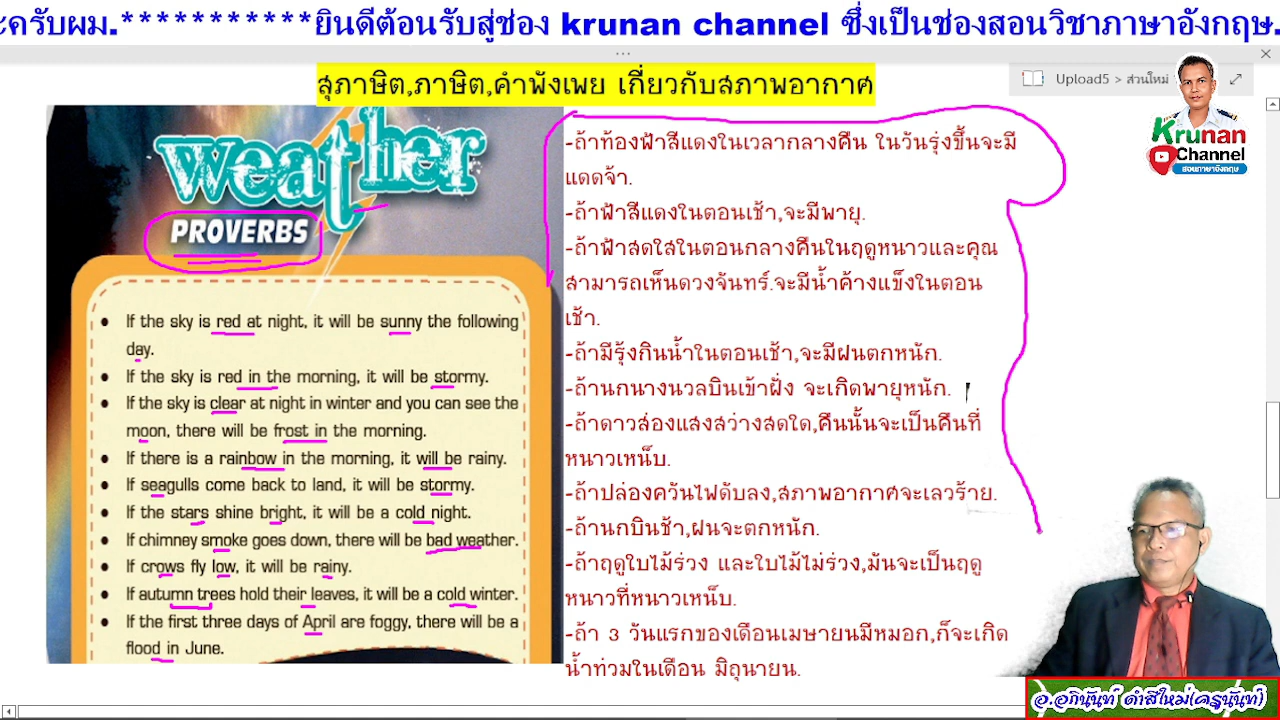 ะครับผม.************ยินดีต้อนรับสู่ช่อง krunan channel ซึ่งเป็นช่องสอนวิชาภาษาอังกฤษ.
สุภาษิต,ภาษิต,คำพังเพย เกี่ยวกับสภาพอากาศ
Upload5 > ส่วนใหม่
Krunan
Channel
สอนภาษาอังกฤษ
weather
PROVERBS
• If the sky is red at night, it will be sunny the following
day.
• If the sky is red in the morning, it will be stormy.
• If the sky is clear at night in winter and you can see the
moon, there will be frost in the morning.
• If there is a rainbow in the morning, it will be rainy.
• If seagulls come back to land, it will be stormy.
• If the stars shine bright, it will be a cold night.
• If chimney smoke goes down, there will be bad weather.
• If crows fly low, it will be rainy.
• If autumn trees hold their leaves, it will be a cold winter.
• If the first three days of April are foggy, there will be a
flood in June.
-ถ้าท้องฟ้าสีแดงในเวลากลางคืน ในวันรุ่งขึ้นจะมี
แดดจ้า.
-ถ้าฟ้าสีแดงในตอนเช้า,จะมีพายุ.
-ถ้าฟ้าสดใสในตอนกลางคืนในฤดูหนาวและคุณ
สามารถเห็นดวงจันทร์.จะมีน้ำค้างแข็งในตอน
เช้า.
-ถ้ามีรุ้งกินน้ำในตอนเช้า,จะมีฝนตกหนัก.
-ถ้านกนางนวลบินเข้าฝั่ง จะเกิดพายุหนัก.
-ถ้าดาวส่องแสงสว่างสดใด,คืนนั้นจะเป็นคืนที่
หนาวเหน็บ.
-ถ้าปล่องควันไฟดับลง,สภาพอากาศจะเลวร้าย.
-ถ้านกบินช้า,ฝนจะตกหนัก.
-ถ้าฤดูใบไม้ร่วง และใบไม้ไม่ร่วง,มันจะเป็นฤดู
หนาวที่หนาวเหน็บ.
-ถ้า 3 วันแรกของเดือนเมษายนมีหมอก,ก็จะเกิด
น้ำท่วมในเดือน มิถุนายน.
อ.อภินันท์ ดำสีใหม่(ครูนันท์)